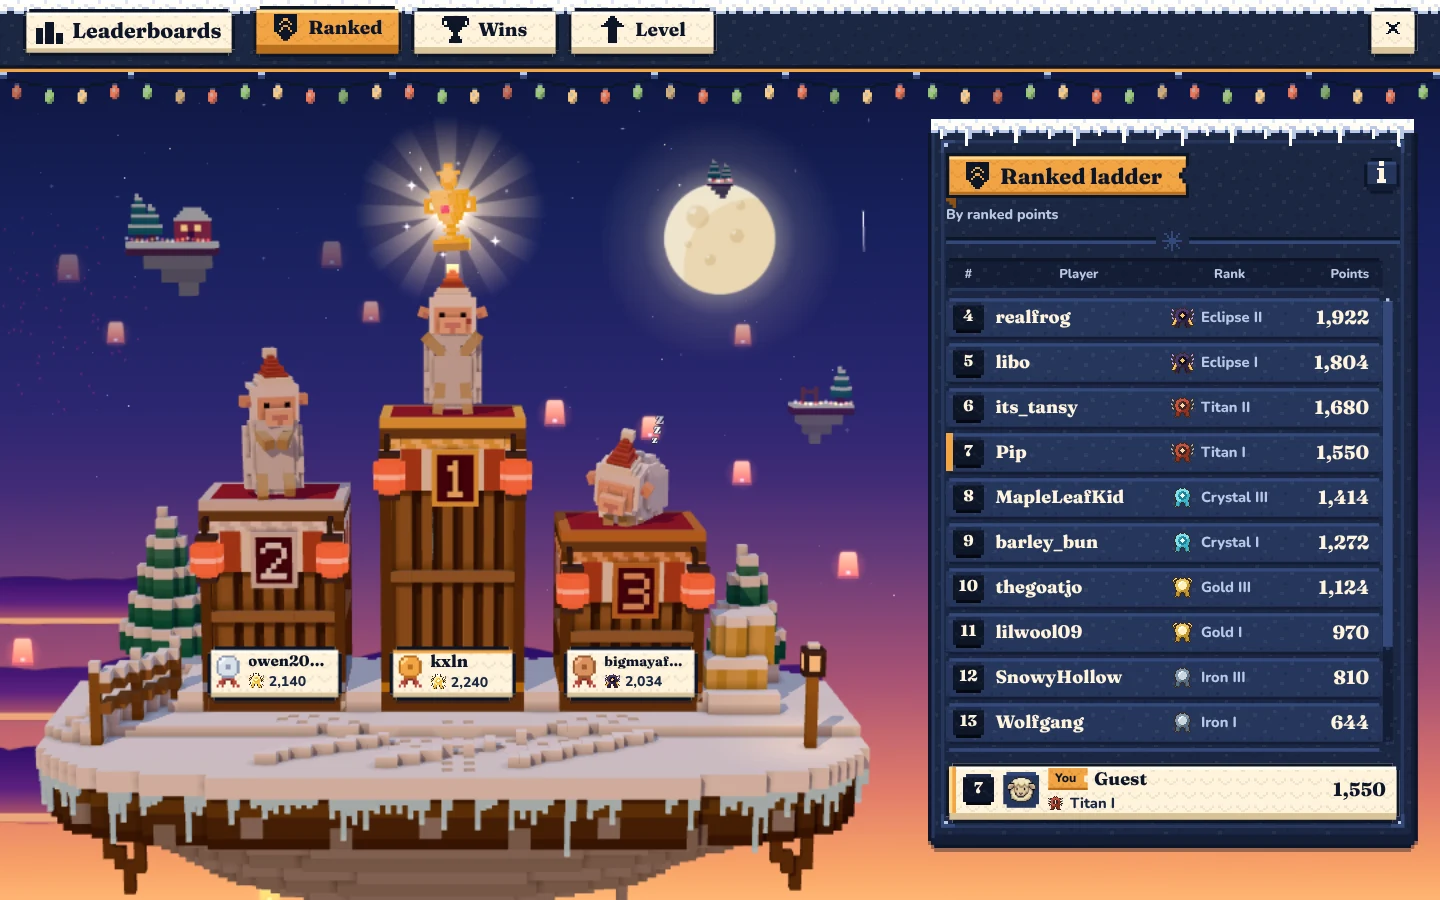 Leaderboards
Ranked
Wins
Level
×
Ranked ladder
i
By ranked points
# Player Rank Points
4 realfrog Eclipse II 1,922
5 libo Eclipse I 1,804
6 its_tansy Titan II 1,680
7 Pip Titan I 1,550
8 MapleLeafKid Crystal III 1,414
9 barley_bun Crystal I 1,272
10 thegoatjo Gold III 1,124
11 lilwool09 Gold I 970
12 SnowyHollow Iron III 810
13 Wolfgang Iron I 644
7 You Guest 1,550
Titan I
z
z
z
1
2
3
owen20...
2,140
kxln
2,240
bigmayaf...
2,034